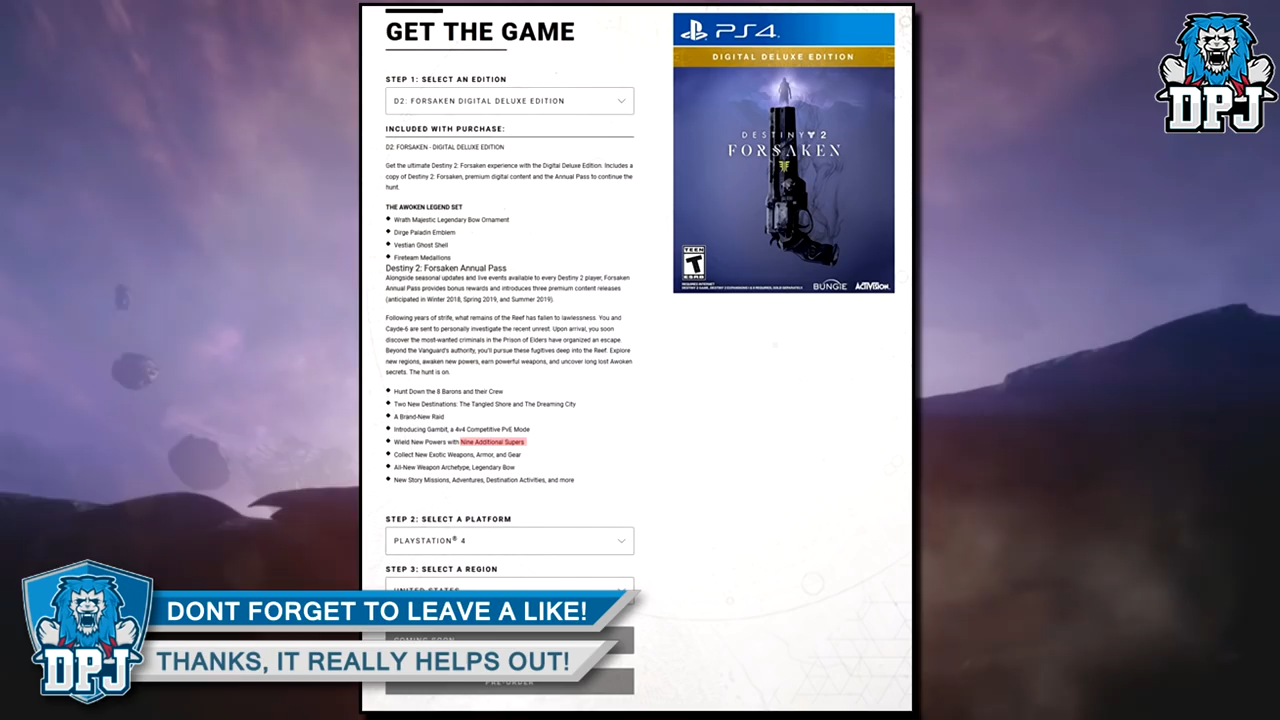 GET THE GAME
STEP 1: SELECT AN EDITION
D2: FORSAKEN DIGITAL DELUXE EDITION
INCLUDED WITH PURCHASE:
D2: FORSAKEN - DIGITAL DELUXE EDITION
Get the ultimate Destiny 2: Forsaken experience with the Digital Deluxe Edition. Includes a
copy of Destiny 2: Forsaken, premium digital content and the Annual Pass to continue the
hunt.
THE AWOKEN LEGEND SET
Wrath Majestic Legendary Bow Ornament
Dirge Paladin Emblem
Vestian Ghost Shell
Fireteam Medallions
Destiny 2: Forsaken Annual Pass
Alongside seasonal updates and live events available to every Destiny 2 player, Forsaken
Annual Pass provides bonus rewards and introduces three premium content releases
(anticipated in Winter 2018, Spring 2019, and Summer 2019).
Following years of strife, what remains of the Reef has fallen to lawlessness. You and
Cayde-6 are sent to personally investigate the recent unrest. Upon arrival, you soon
discover the most-wanted criminals in the Prison of Elders have organized an escape.
Beyond the Vanguard's authority, you'll pursue these fugitives deep into the Reef. Explore
new regions, awaken new powers, earn powerful weapons, and uncover long lost Awoken
secrets. The hunt is on.
Hunt Down the 8 Barons and their Crew
Two New Destinations: The Tangled Shore and The Dreaming City
A Brand-New Raid
Introducing Gambit, a 4v4 Competitive PvE Mode
Wield New Powers with Nine Additional Supers
Collect New Exotic Weapons, Armor, and Gear
All-New Weapon Archetype, Legendary Bow
New Story Missions, Adventures, Destination Activities, and more
STEP 2: SELECT A PLATFORM
PLAYSTATION® 4
STEP 3: SELECT A REGION
UNITED STATES
COMING SOON
PRE-ORDER
PS4
DIGITAL DELUXE EDITION
DESTINY 2
FORSAKEN
TEEN
T
ESRB
BUNGIE ACTIVISION
DPJ
DPJ
DONT FORGET TO LEAVE A LIKE!
THANKS, IT REALLY HELPS OUT!